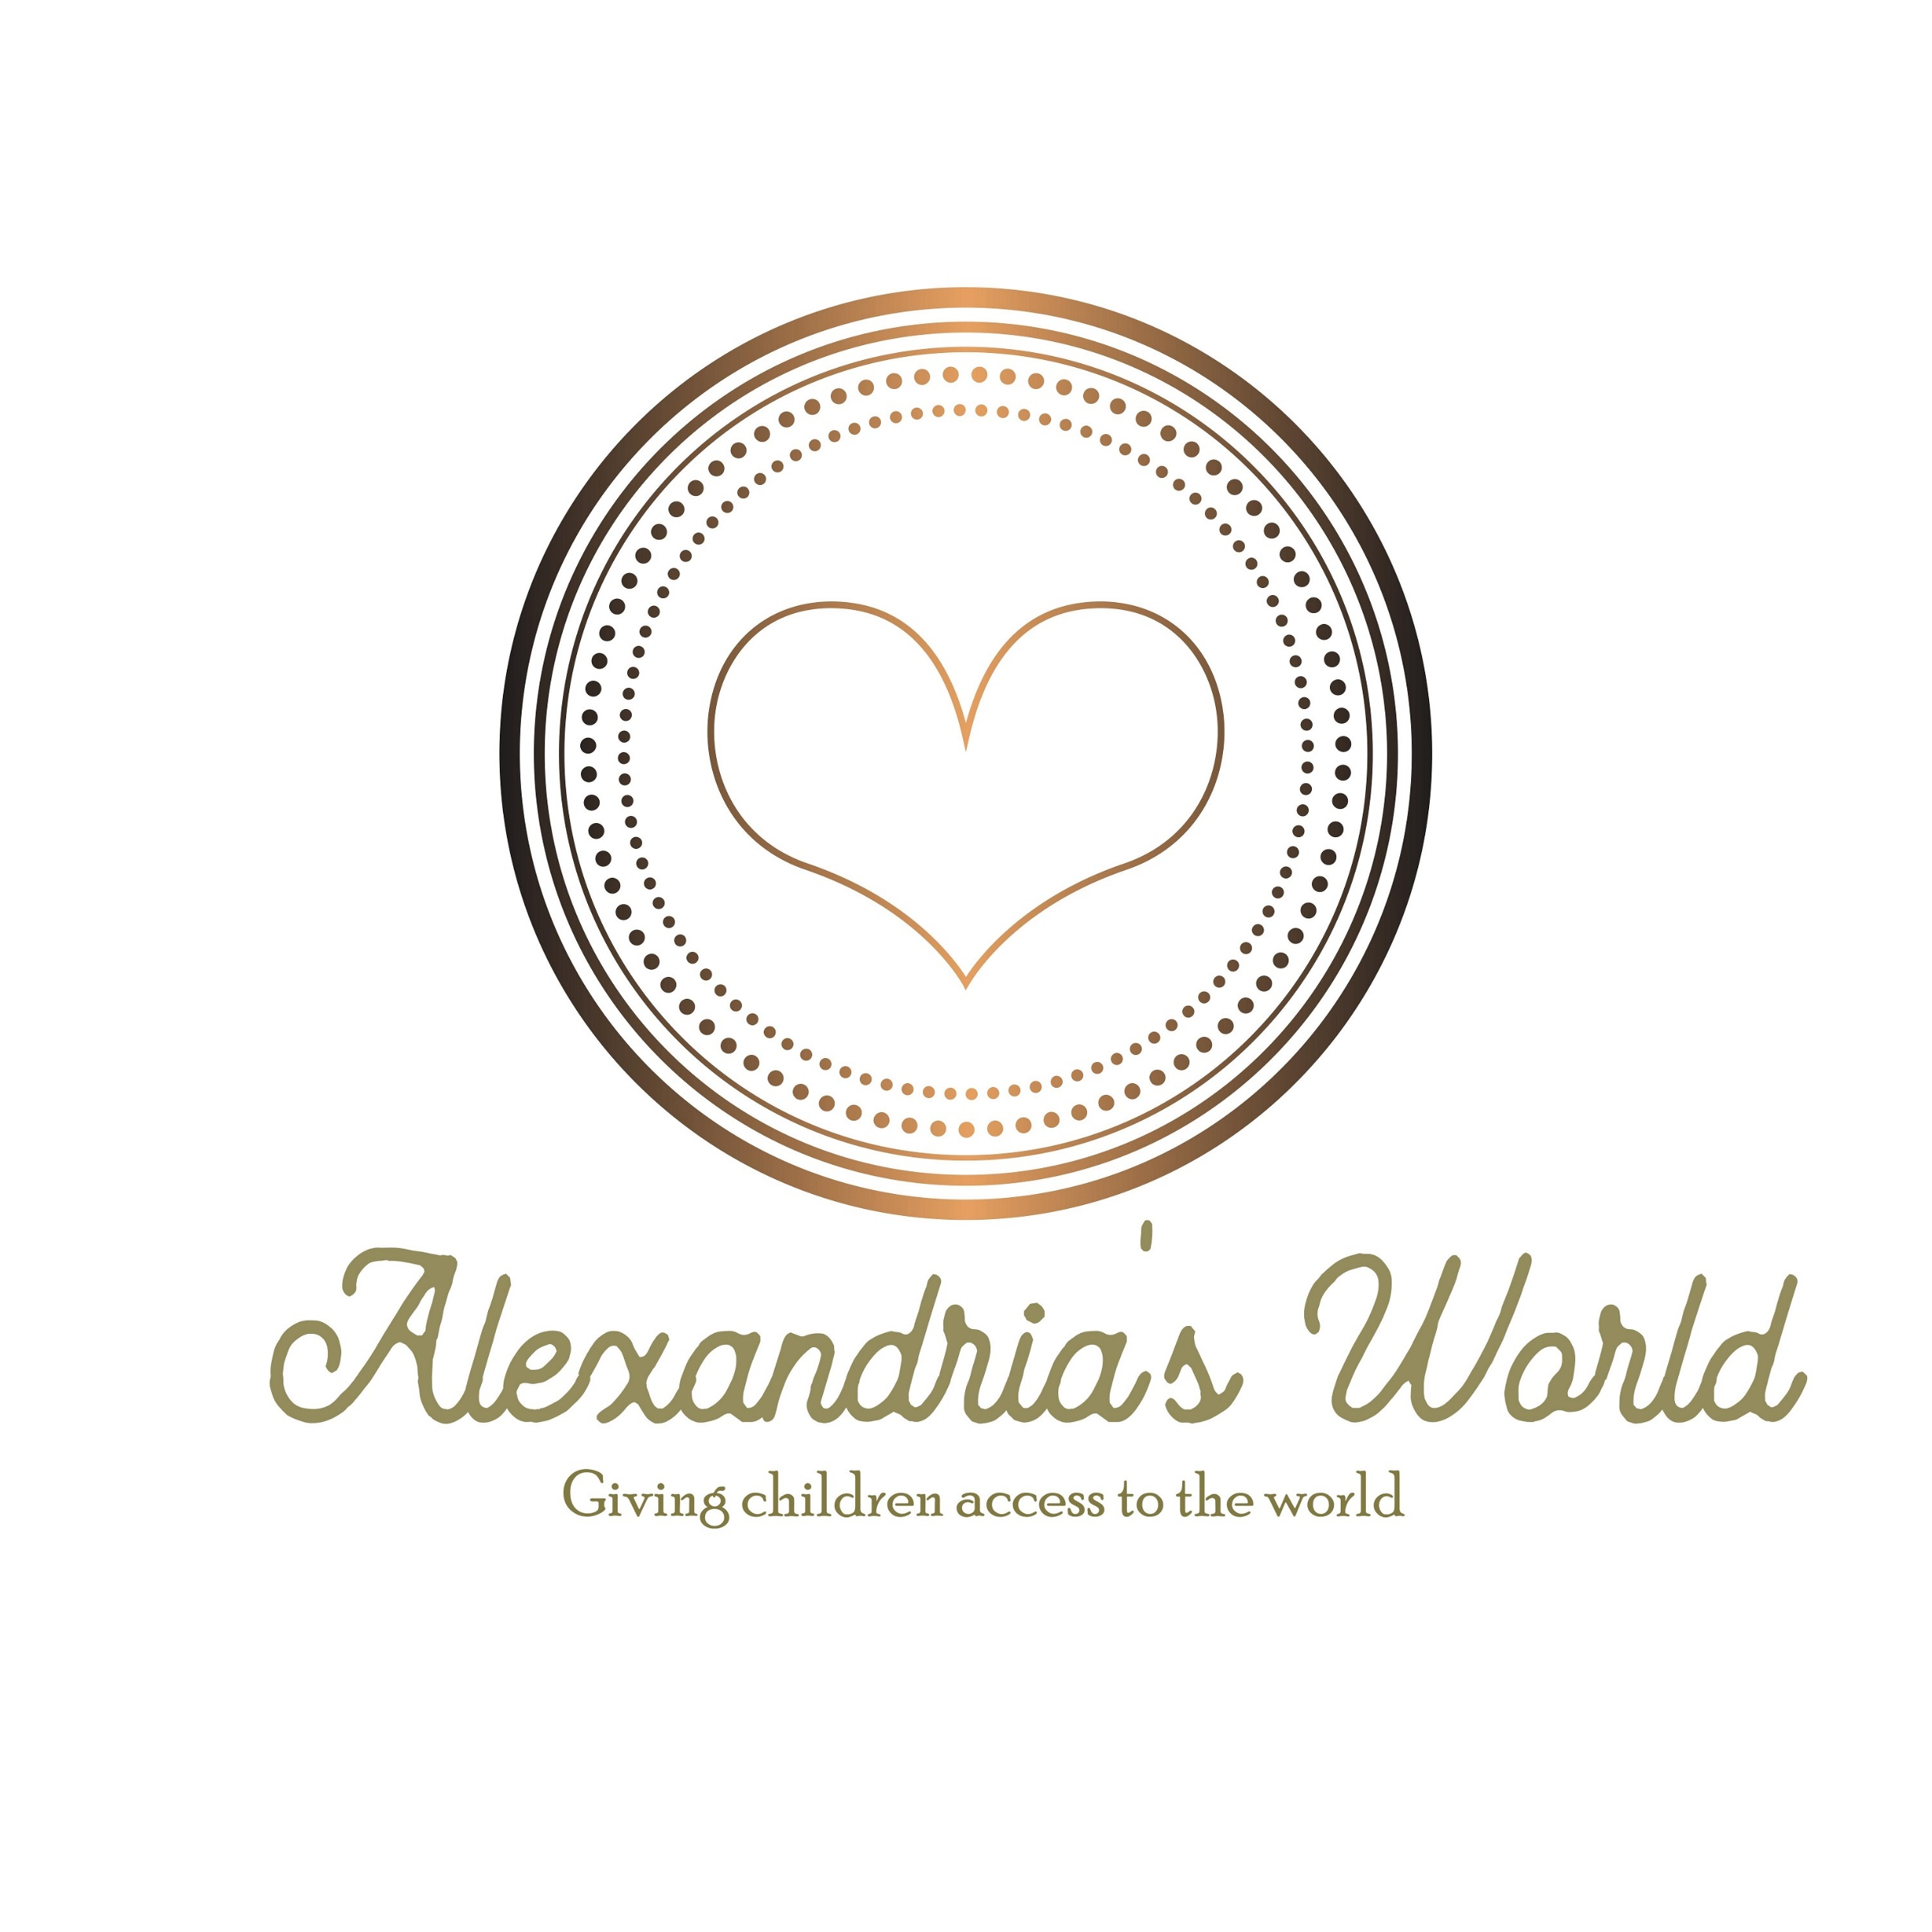 Alexandria's World
Giving children access to the world